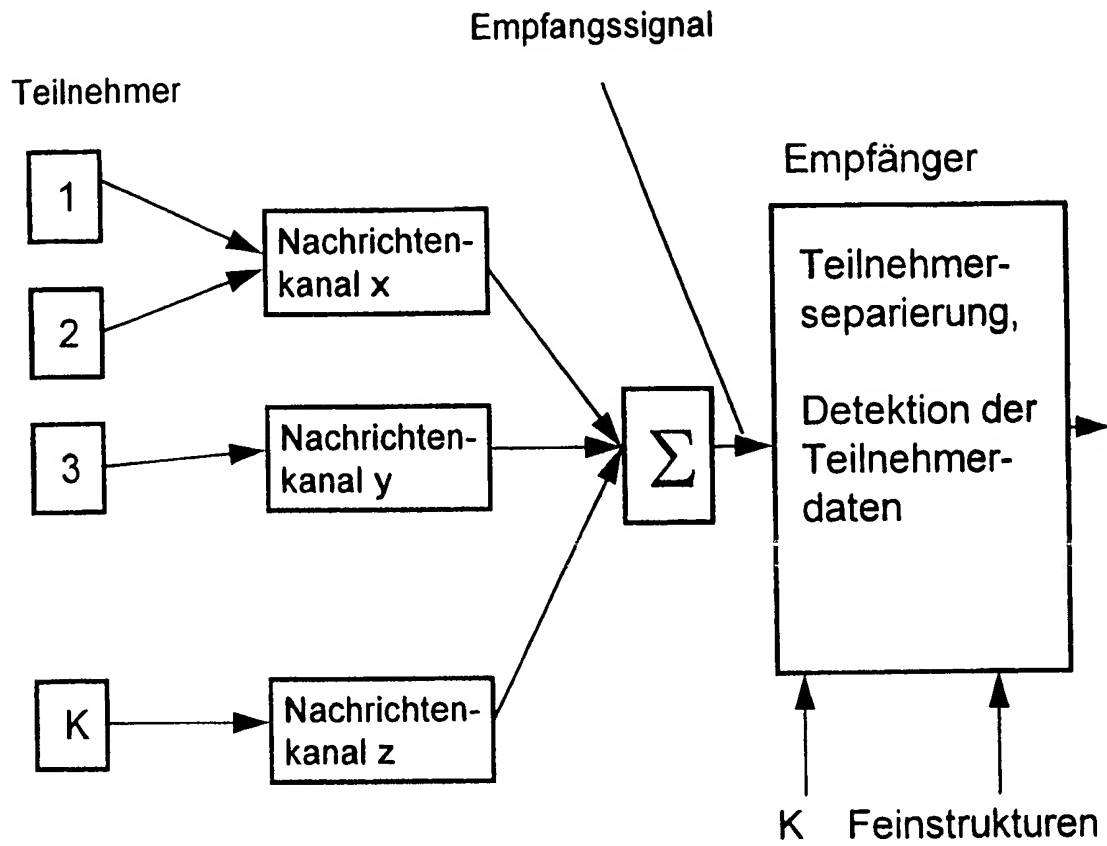 Empfangssignal
Teilnehmer
Empfänger
1
2
3
K
Nachrichten-
kanal x
Nachrichten-
kanal y
Nachrichten-
kanal z
Σ
Teilnehmer-
separierung,
Detektion der
Teilnehmer-
daten
K Feinstrukturen